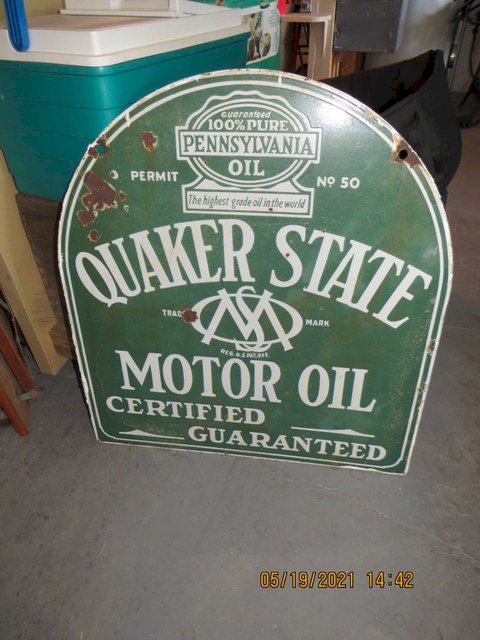 Guaranteed
100% PURE
PENNSYLVANIA
OIL
PERMIT Nº 50
The highest grade oil in the world
QUAKER STATE
TRADE MARK
REG. U.S. PAT. OFF.
MOTOR OIL
CERTIFIED
GUARANTEED
05/19/2021 14:42